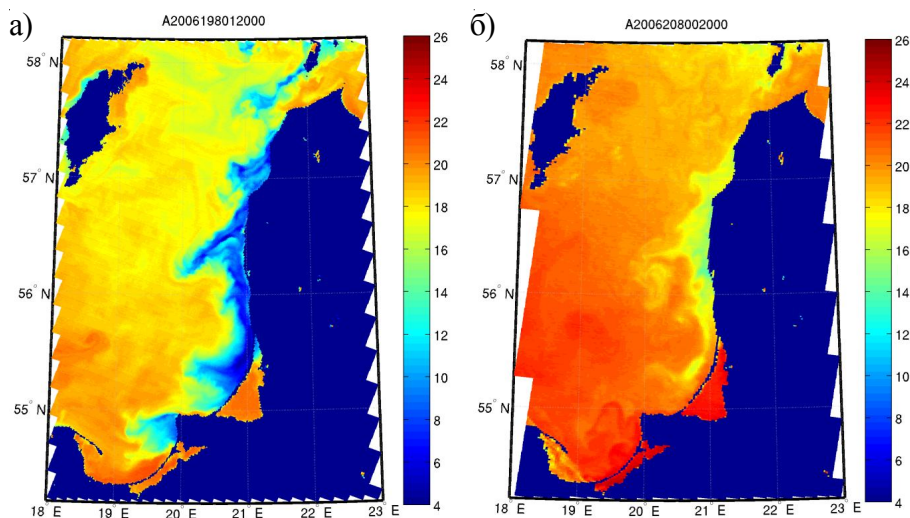 а)
A2006198012000
58° N
57° N
56° N
55° N
18° E
19° E
20° E
21° E
22° E
23° E
26
24
22
20
18
16
14
12
10
8
6
4
б)
A2006208002000
58° N
57° N
56° N
55° N
18° E
19° E
20° E
21° E
22° E
23° E
26
24
22
20
18
16
14
12
10
8
6
4